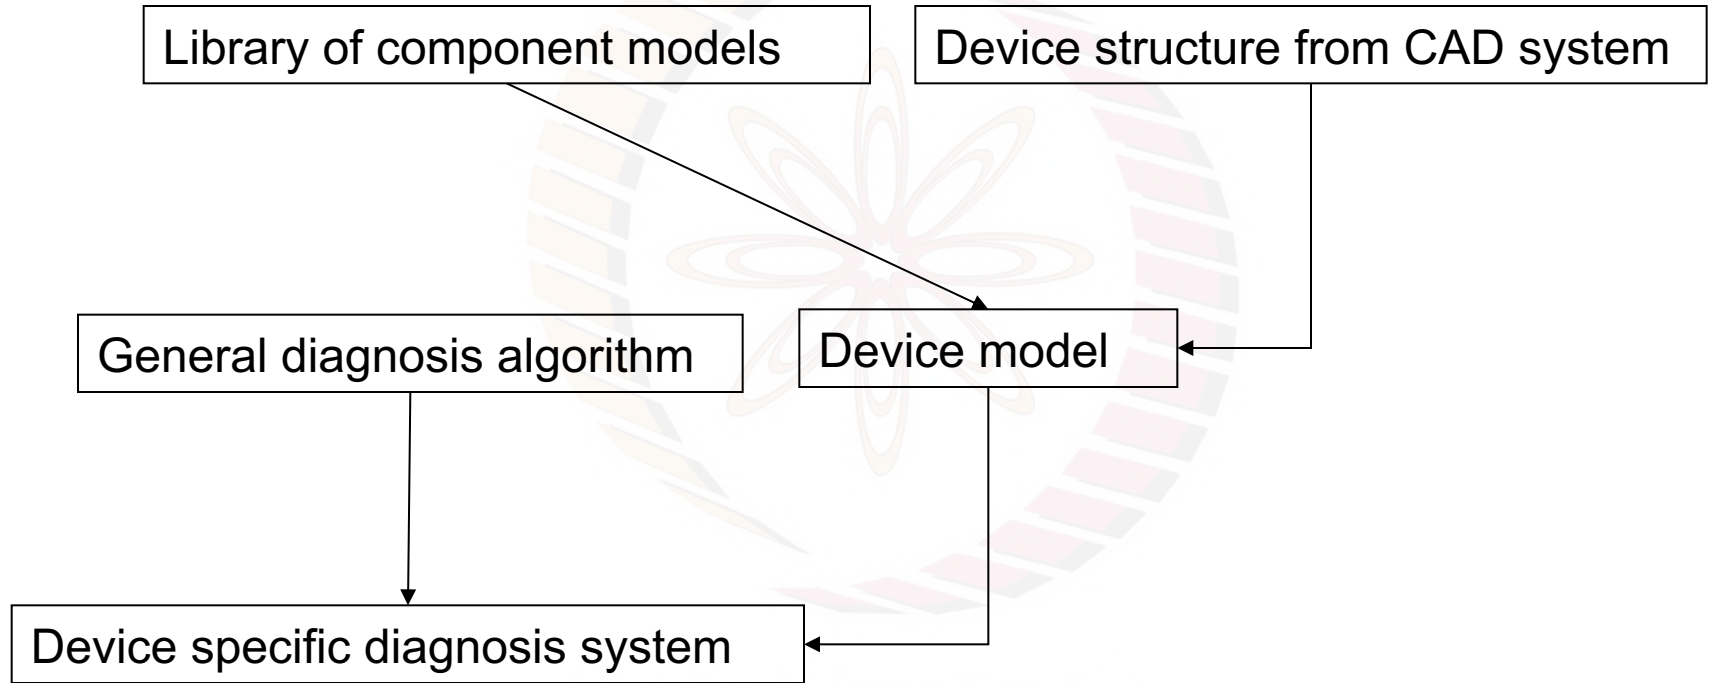 Library of component models
Device structure from CAD system
General diagnosis algorithm
Device model
Device specific diagnosis system